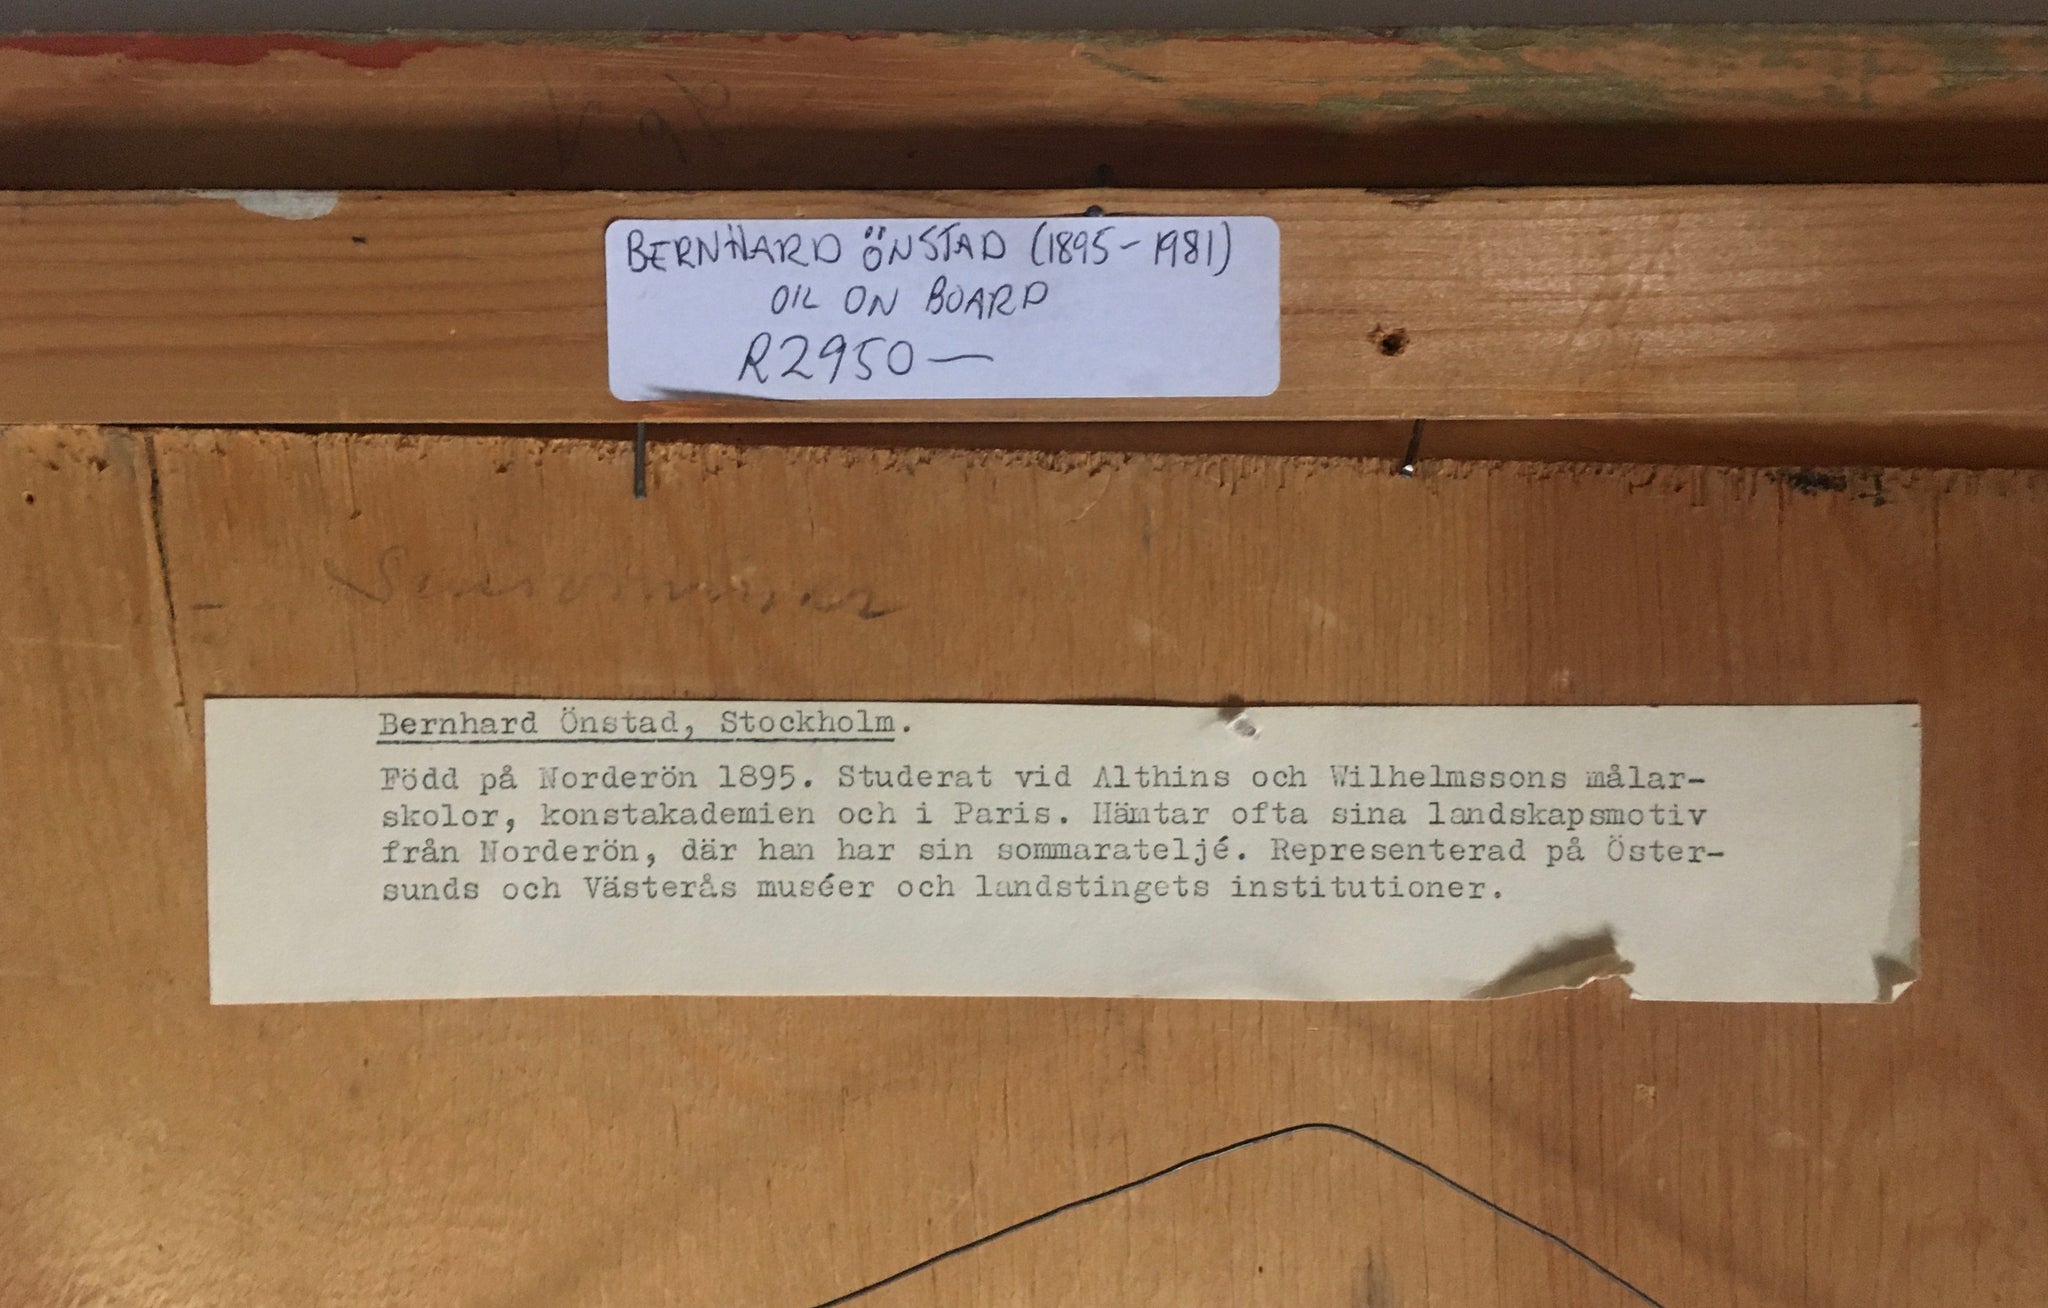 BERNHARD ÖNSTAD (1895-1981)
OIL ON BOARD
R2950—
Bernhard Önstad, Stockholm.
Född på Norderön 1895. Studerat vid Althins och Wilhelmssons målar-
skolor, konstakademien och i Paris. Hämtar ofta sina landskapsmotiv
från Norderön, där han har sin sommarateljé. Representerad på Öster-
sunds och Västerås muséer och landstingets institutioner.